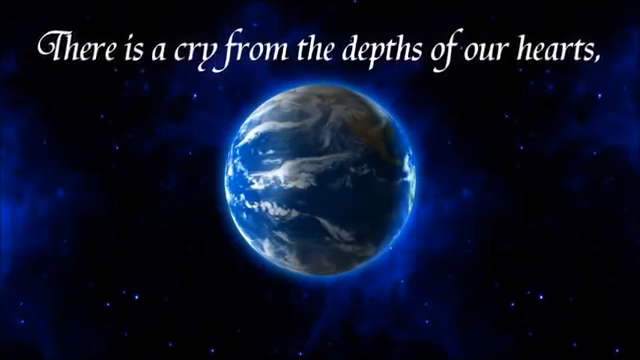 There is a cry from the depths of our hearts,